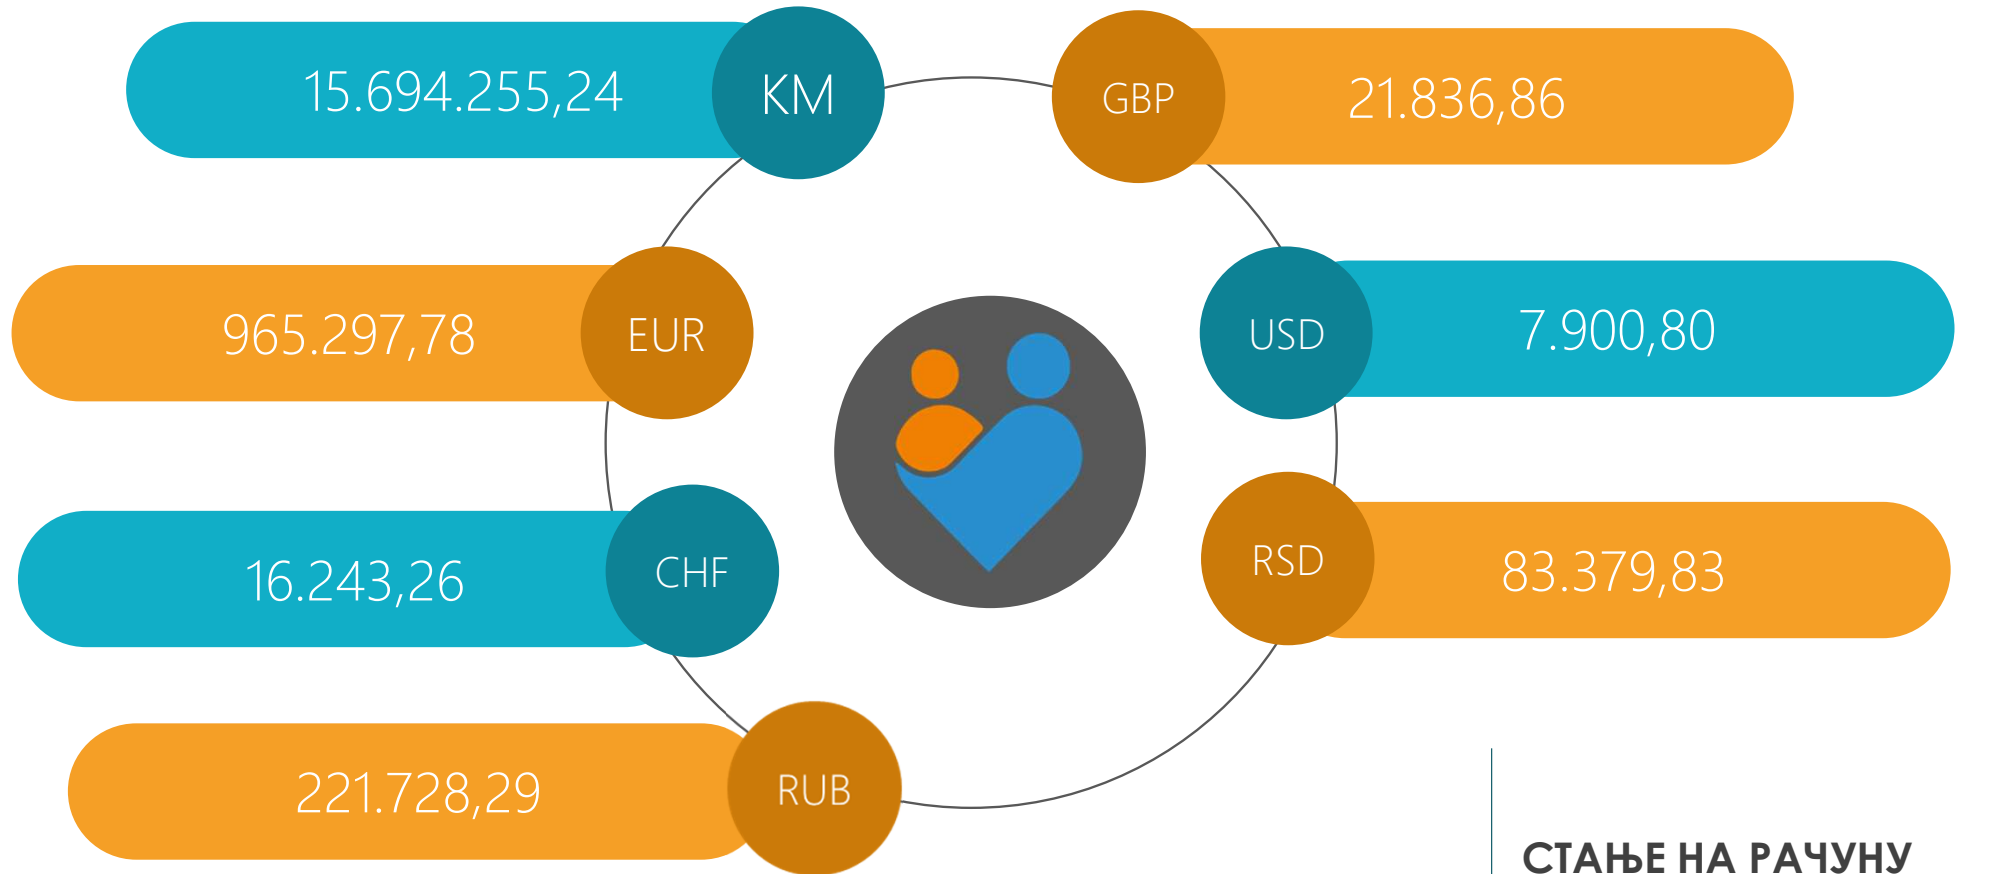 15.694.255,24 KM
GBP 21.836,86
965.297,78 EUR
USD 7.900,80
16.243,26 CHF
RSD 83.379,83
221.728,29 RUB
СТАЊЕ НА РАЧУНУ